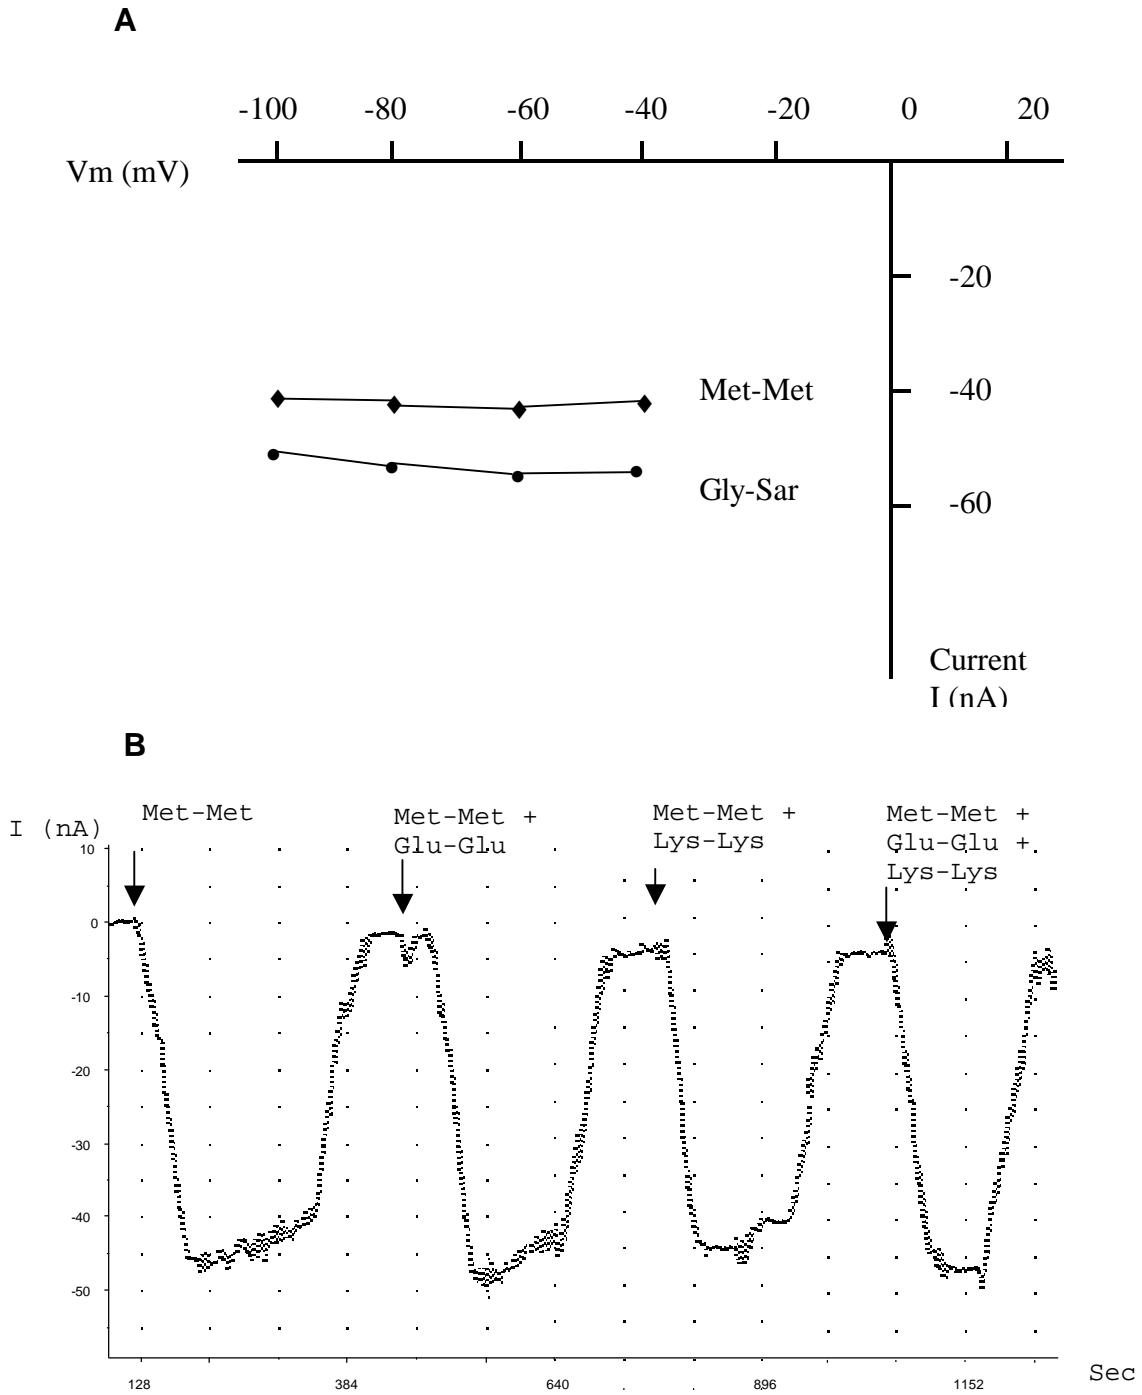 A
-100 -80 -60 -40 -20 0 20
Vm (mV)
-20
Met-Met
-40
Gly-Sar
-60
Current
I (nA)
B
Met-Met
Met-Met +
Glu-Glu
Met-Met +
Lys-Lys
Met-Met +
Glu-Glu +
Lys-Lys
I (nA)
10
0
-10
-20
-30
-40
-50
128 384 640 896 1152
Sec